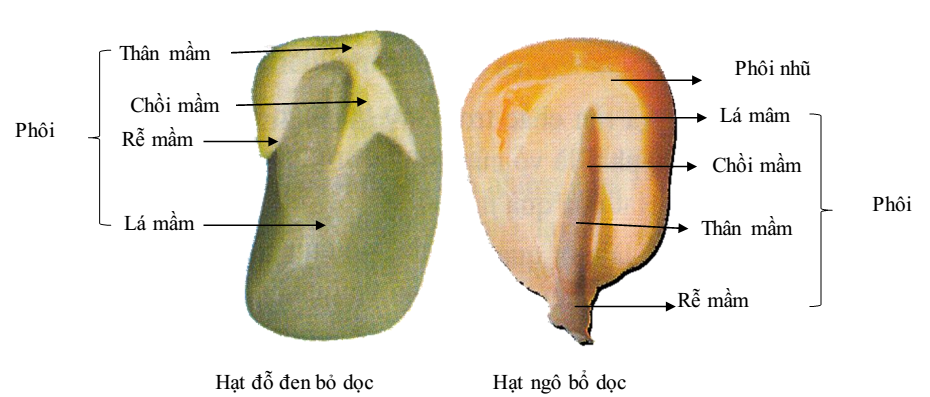 Thân mầm
Chồi mầm
Phôi
Rễ mầm
Lá mầm
Phôi nhũ
Lá mâm
Chồi mầm
Phôi
Thân mầm
Rễ mầm
Hạt đỗ đen bỏ dọc
Hạt ngô bổ dọc